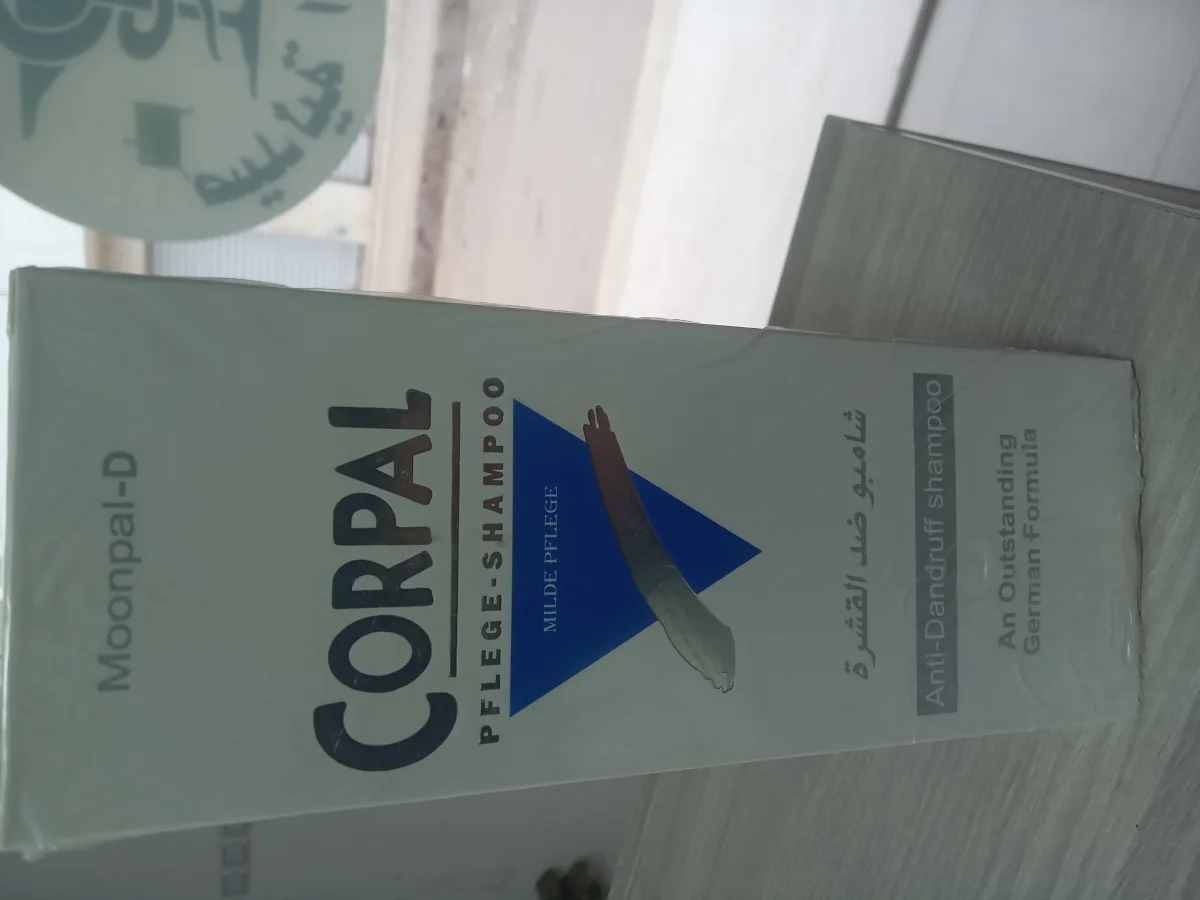 Moonpal-D
CORPAL
PFLEGE-SHAMPOO
MILDE PFLEGE
شامبو ضد القشرة
Anti-Dandruff shampoo
An Outstanding
German Formula